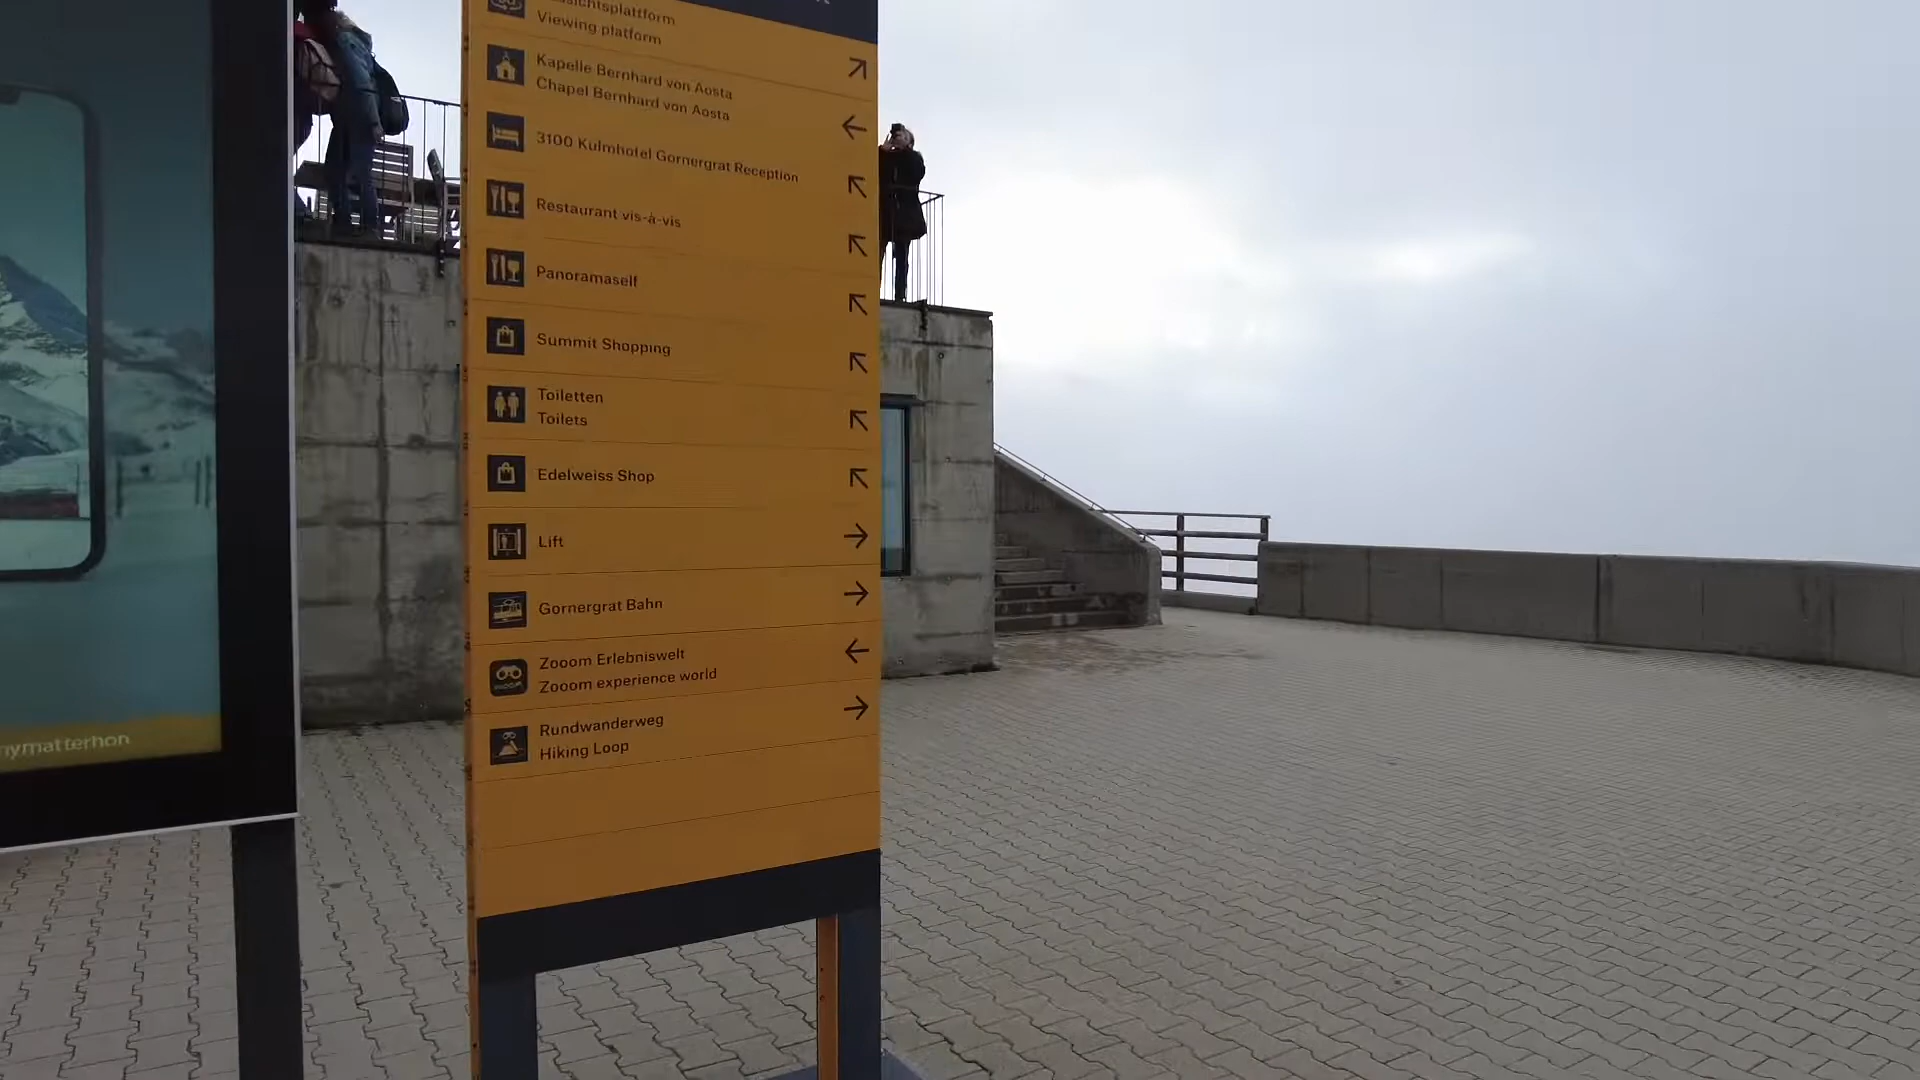 Viewing platform
Kapelle Bernhard von Aosta
Chapel Bernhard von Aosta
3100 Kulmhotel Gornergrat Reception
Restaurant vis-à-vis
Panoramaself
Summit Shopping
Toiletten
Toilets
Edelweiss Shop
Lift
Gornergrat Bahn
Zooom Erlebniswelt
Zooom experience world
Rundwanderweg
Hiking Loop